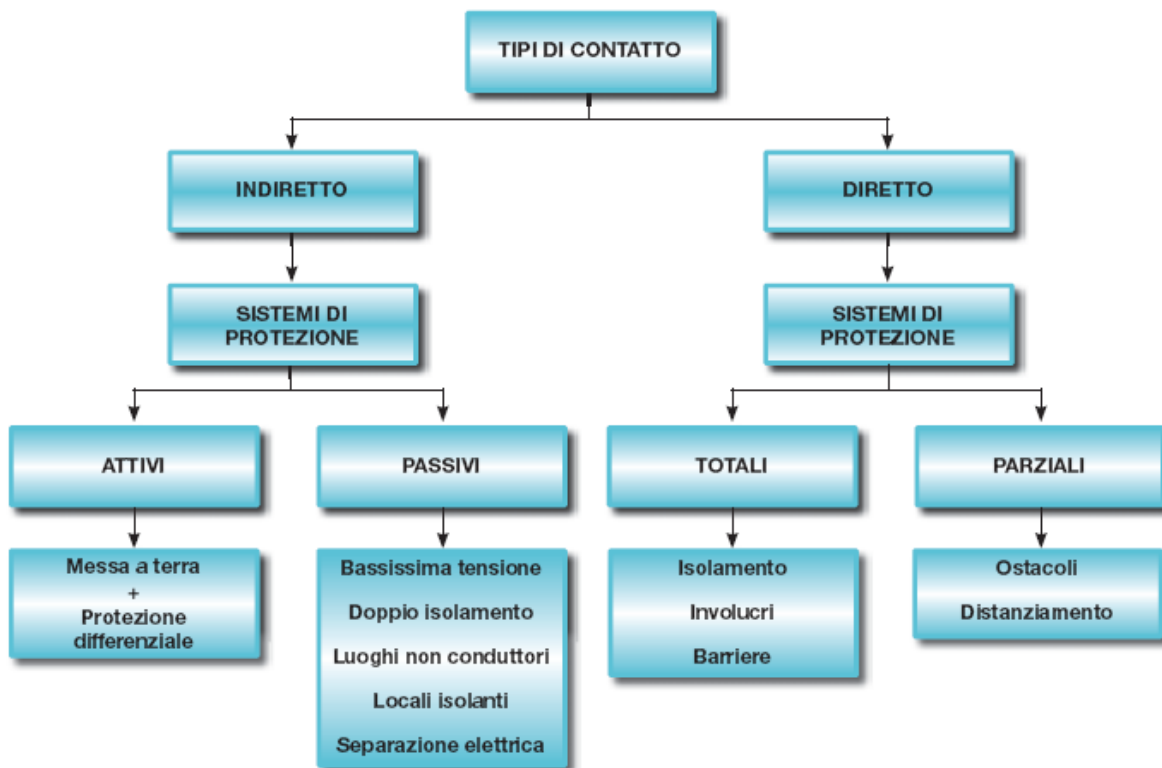 TIPI DI CONTATTO
INDIRETTO
DIRETTO
SISTEMI DI
PROTEZIONE
SISTEMI DI
PROTEZIONE
ATTIVI
PASSIVI
TOTALI
PARZIALI
Messa a terra
+
Protezione
differenziale
Bassissima tensione
Doppio isolamento
Luoghi non conduttori
Locali isolanti
Separazione elettrica
Isolamento
Involucri
Barriere
Ostacoli
Distanziamento